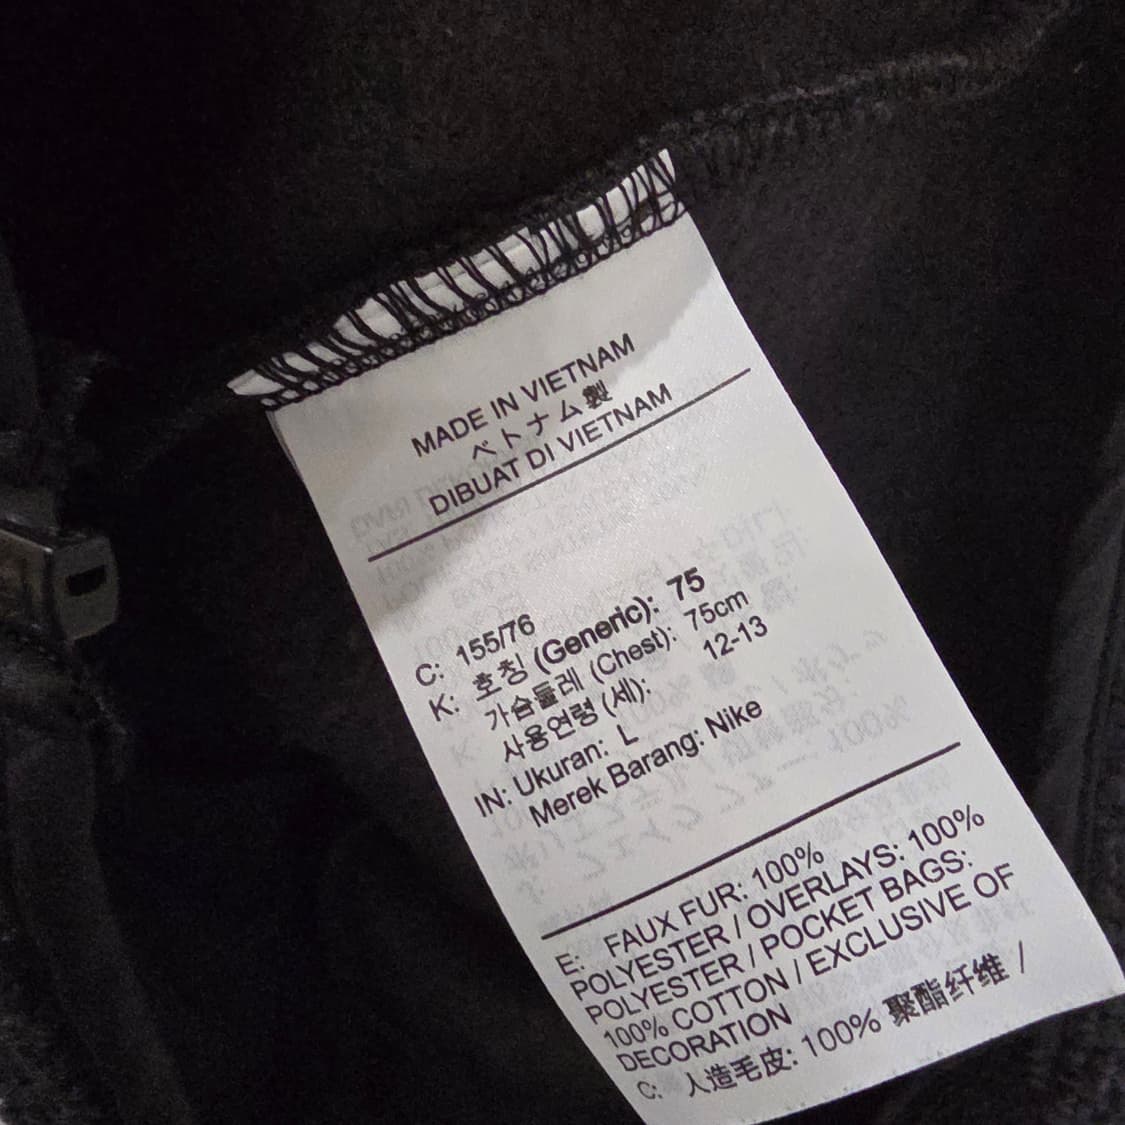 MADE IN VIETNAM
ベトナム製
DIBUAT DI VIETNAM
C: 155/76
K: 호칭 (Generic): 75
가슴둘레 (Chest): 75cm
사용연령 (세): 12-13
IN: Ukuran: L
Merek Barang: Nike
E: FAUX FUR: 100%
POLYESTER / OVERLAYS: 100%
POLYESTER / POCKET BAGS:
100% COTTON / EXCLUSIVE OF
DECORATION
C: 人造毛皮: 100% 聚酯纤维 /